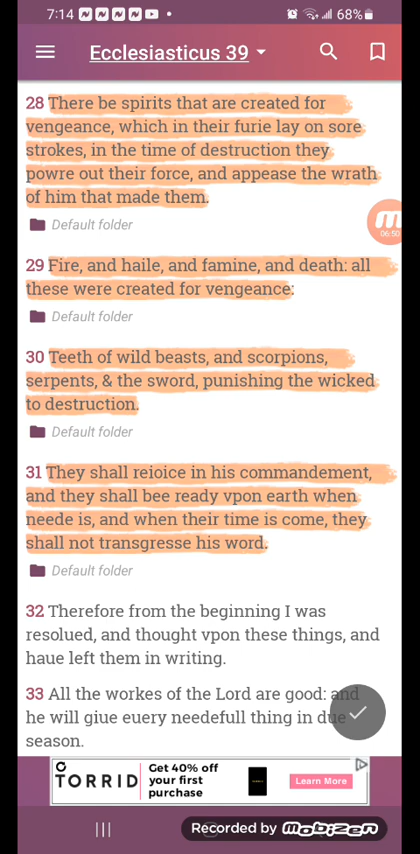 7:14 N N N N 68%
Ecclesiasticus 39
28 There be spirits that are created for
vengeance, which in their furie lay on sore
strokes, in the time of destruction they
powre out their force, and appease the wrath
of him that made them.
Default folder
m
06:50
29 Fire, and haile, and famine, and death: all
these were created for vengeance:
Default folder
30 Teeth of wild beasts, and scorpions,
serpents, & the sword, punishing the wicked
to destruction.
Default folder
31 They shall reioice in his commandement,
and they shall bee ready vpon earth when
neede is, and when their time is come, they
shall not transgresse his word.
Default folder
32 Therefore from the beginning I was
resolued, and thought vpon these things, and
haue left them in writing.
33 All the workes of the Lord are good: and
he will giue euery needefull thing in due
season.
TORRID
Get 40% off
your first
purchase
Learn More
Recorded by mobizen